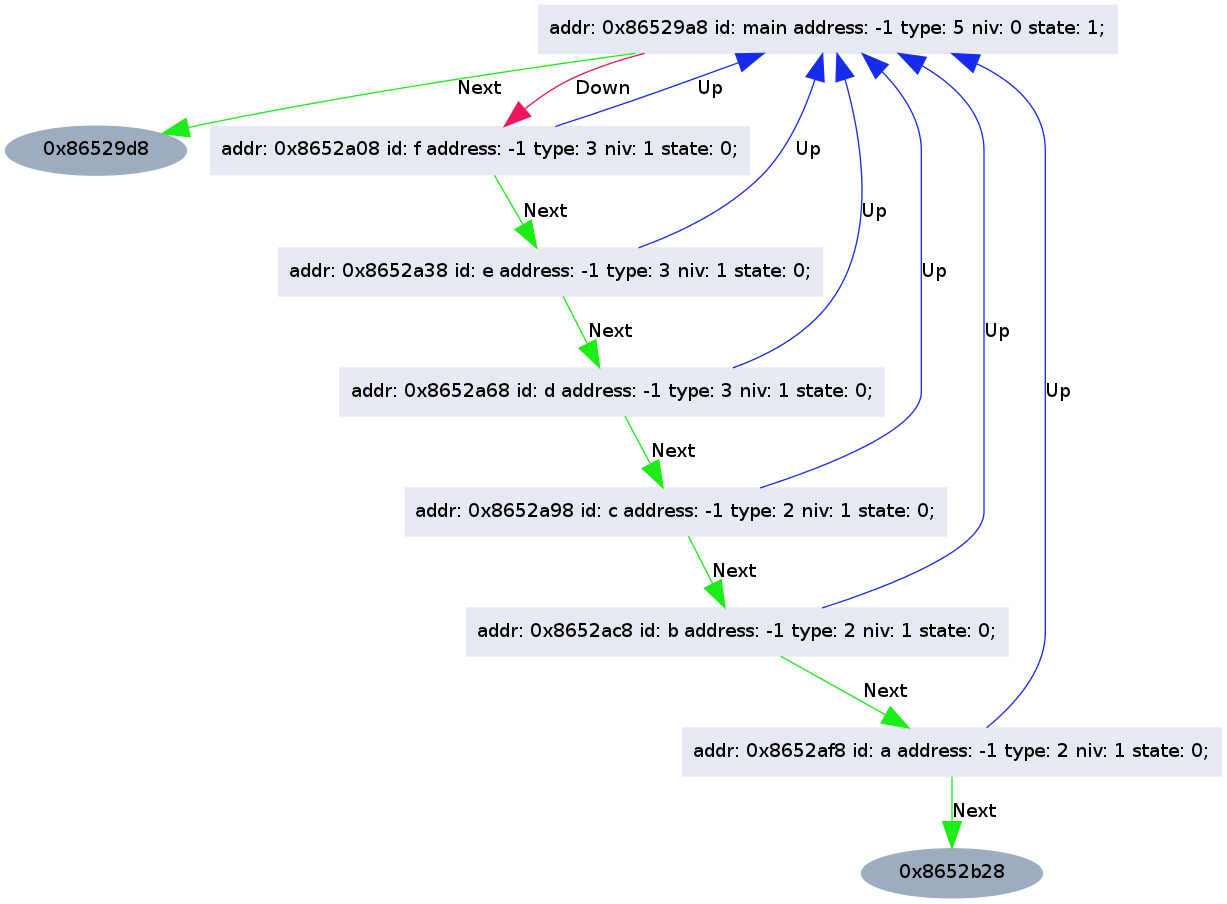 addr: 0x86529a8 id: main address: -1 type: 5 niv: 0 state: 1;
Next
Down
Up
0x86529d8
addr: 0x8652a08 id: f address: -1 type: 3 niv: 1 state: 0;
Up
Next
Up
addr: 0x8652a38 id: e address: -1 type: 3 niv: 1 state: 0;
Up
Next
Up
addr: 0x8652a68 id: d address: -1 type: 3 niv: 1 state: 0;
Up
Next
addr: 0x8652a98 id: c address: -1 type: 2 niv: 1 state: 0;
Next
addr: 0x8652ac8 id: b address: -1 type: 2 niv: 1 state: 0;
Next
addr: 0x8652af8 id: a address: -1 type: 2 niv: 1 state: 0;
Next
0x8652b28